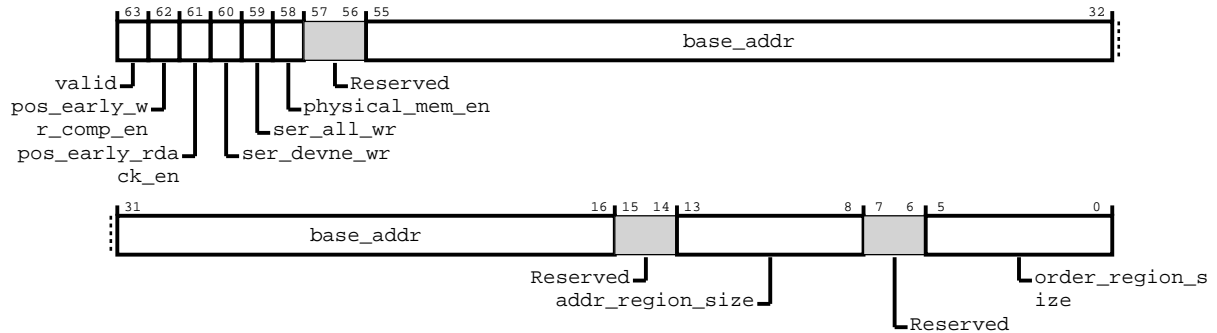 63 62 61 60 59 58 57 56 55 32
base_addr
valid Reserved
pos_early_w physical_mem_en
r_comp_en ser_all_wr
pos_early_rda ser_devne_wr
ck_en
31 16 15 14 13 8 7 6 5 0
base_addr
Reserved order_region_s
addr_region_size ize
Reserved